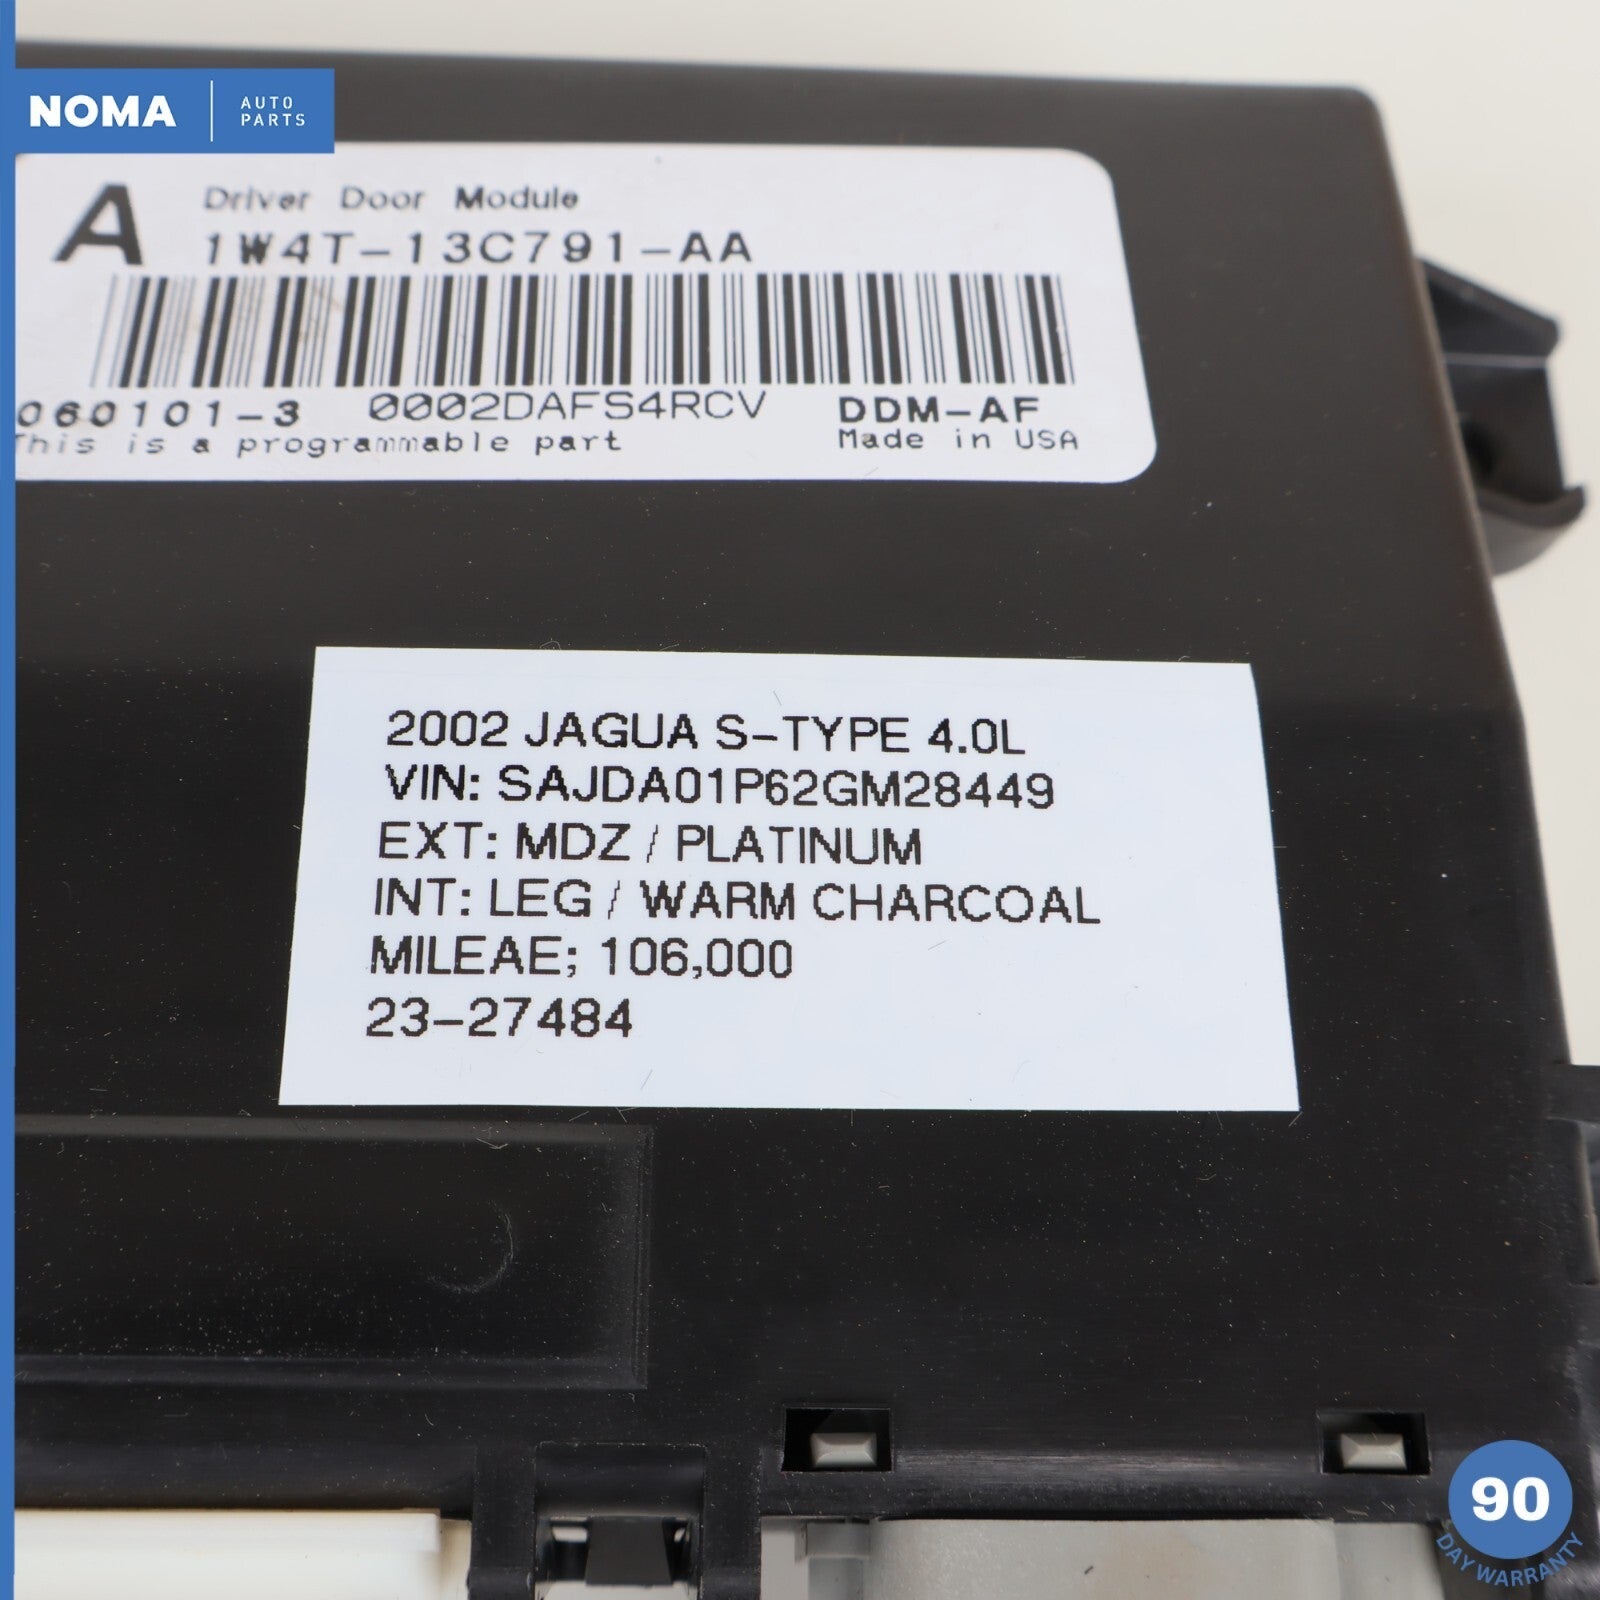 NOMA
AUTO
PARTS
A
Driver Door Module
1W4T-13C791-AA
060101-3 0002DAFS4RCV DDM-AF
This is a programmable part Made in USA
2002 JAGUA S-TYPE 4.0L
VIN: SAJDA01P62GM28449
EXT: MDZ / PLATINUM
INT: LEG / WARM CHARCOAL
MILEAE; 106,000
23-27484
90
DAY WARRANTY